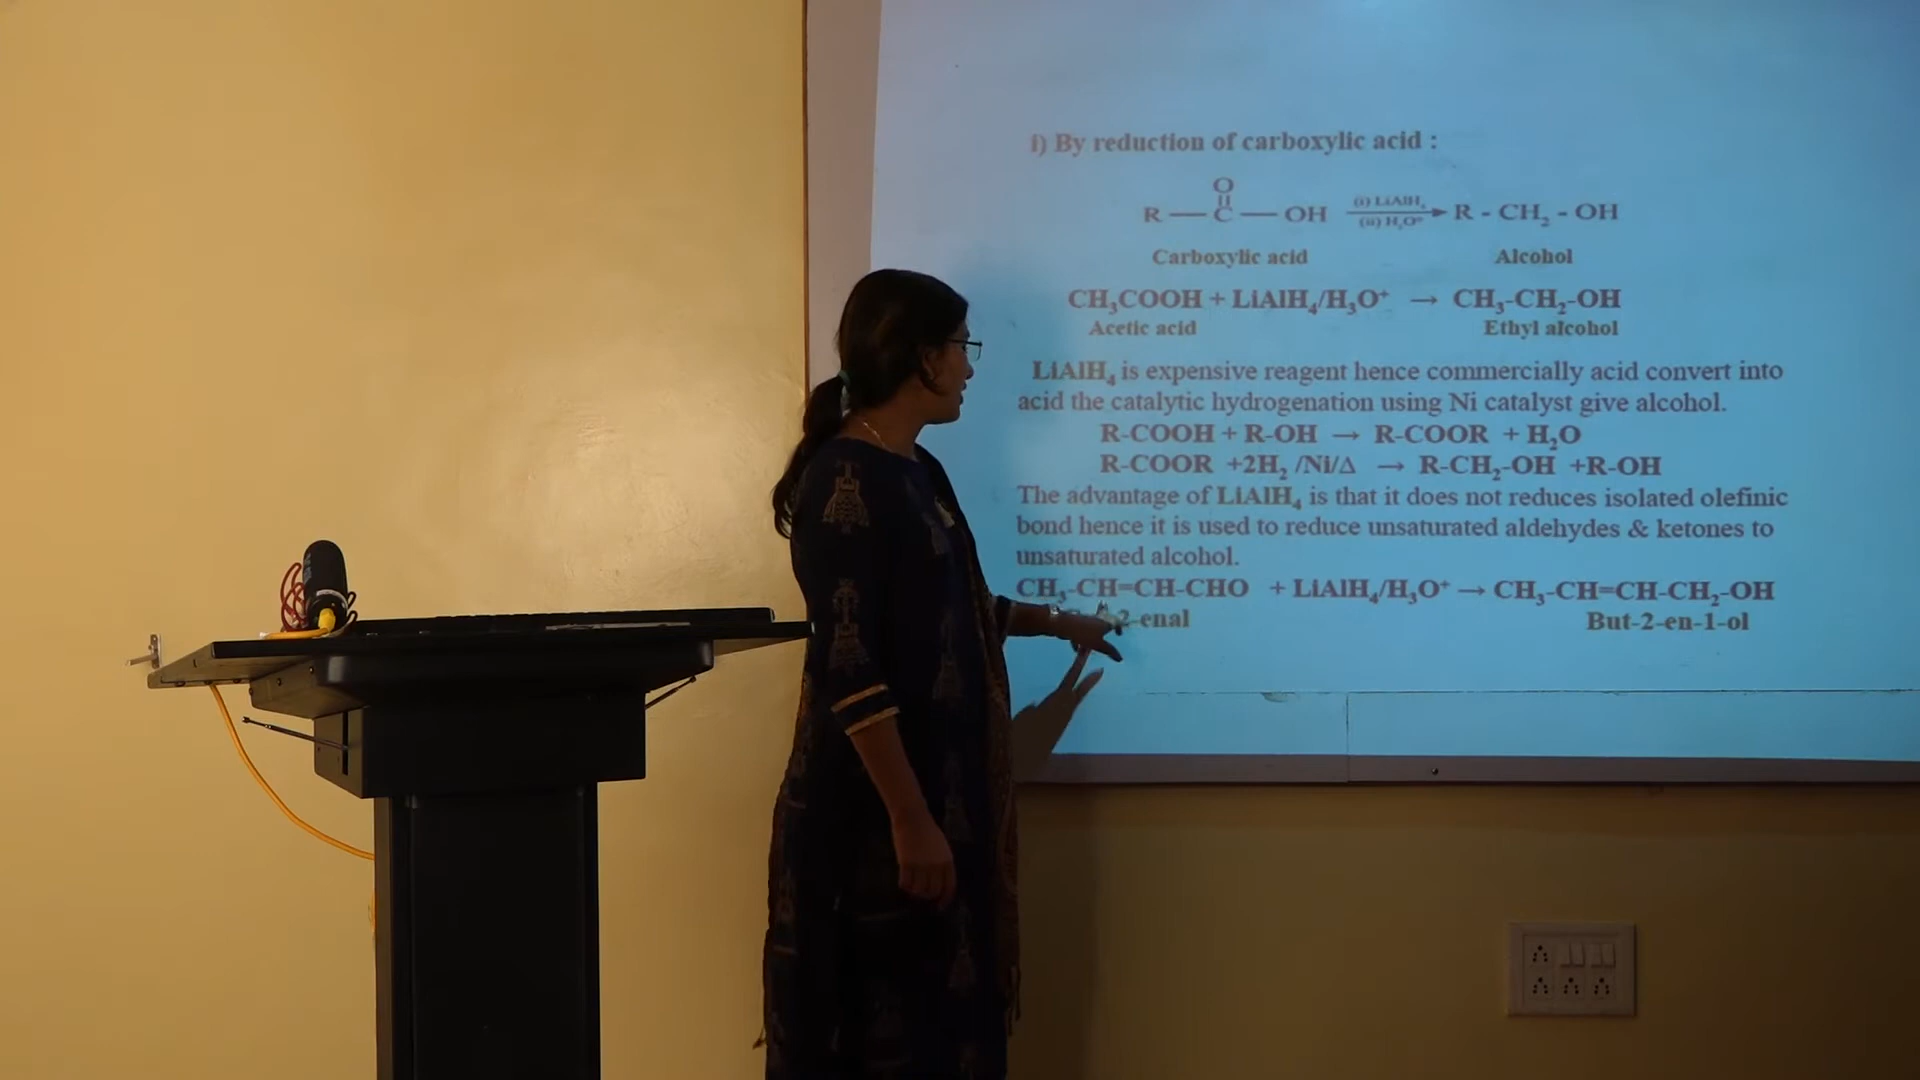 f) By reduction of carboxylic acid :
O
R — C — OH (i) LiAlH₄ (ii) H₃O⁺ → R - CH₂ - OH
Carboxylic acid Alcohol
CH₃COOH + LiAlH₄/H₃O⁺ → CH₃-CH₂-OH
Acetic acid Ethyl alcohol
LiAlH₄ is expensive reagent hence commercially acid convert into
acid the catalytic hydrogenation using Ni catalyst give alcohol.
R-COOH + R-OH → R-COOR + H₂O
R-COOR +2H₂ /Ni/Δ → R-CH₂-OH +R-OH
The advantage of LiAlH₄ is that it does not reduces isolated olefinic
bond hence it is used to reduce unsaturated aldehydes & ketones to
unsaturated alcohol.
CH₃-CH=CH-CHO + LiAlH₄/H₃O⁺ → CH₃-CH=CH-CH₂-OH
2-enal But-2-en-1-ol